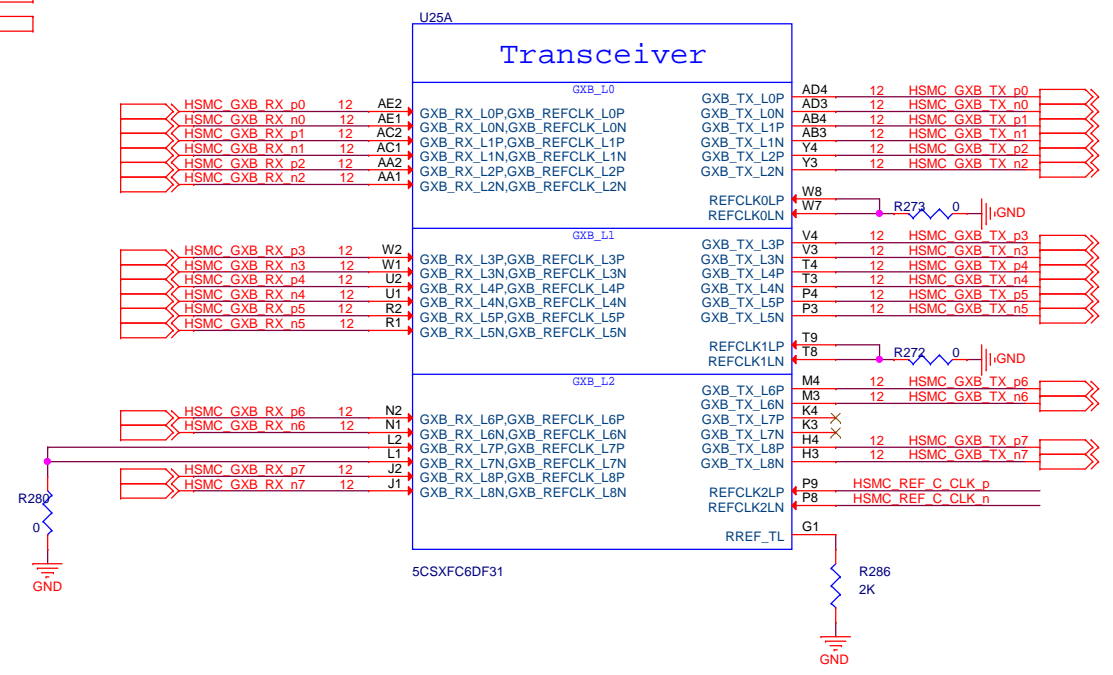 U25A
Transceiver
GXB_L0
HSMC_GXB_RX_p0 12 AE2 GXB_RX_L0P,GXB_REFCLK_L0P
HSMC_GXB_RX_n0 12 AE1 GXB_RX_L0N,GXB_REFCLK_L0N
HSMC_GXB_RX_p1 12 AC2 GXB_RX_L1P,GXB_REFCLK_L1P
HSMC_GXB_RX_n1 12 AC1 GXB_RX_L1N,GXB_REFCLK_L1N
HSMC_GXB_RX_p2 12 AA2 GXB_RX_L2P,GXB_REFCLK_L2P
HSMC_GXB_RX_n2 12 AA1 GXB_RX_L2N,GXB_REFCLK_L2N
GXB_TX_L0P AD4 12 HSMC_GXB_TX_p0
GXB_TX_L0N AD3 12 HSMC_GXB_TX_n0
GXB_TX_L1P AB4 12 HSMC_GXB_TX_p1
GXB_TX_L1N AB3 12 HSMC_GXB_TX_n1
GXB_TX_L2P Y4 12 HSMC_GXB_TX_p2
GXB_TX_L2N Y3 12 HSMC_GXB_TX_n2
REFCLK0LP W8
REFCLK0LN W7 R273 0 GND
GXB_L1
HSMC_GXB_RX_p3 12 W2 GXB_RX_L3P,GXB_REFCLK_L3P
HSMC_GXB_RX_n3 12 W1 GXB_RX_L3N,GXB_REFCLK_L3N
HSMC_GXB_RX_p4 12 U2 GXB_RX_L4P,GXB_REFCLK_L4P
HSMC_GXB_RX_n4 12 U1 GXB_RX_L4N,GXB_REFCLK_L4N
HSMC_GXB_RX_p5 12 R2 GXB_RX_L5P,GXB_REFCLK_L5P
HSMC_GXB_RX_n5 12 R1 GXB_RX_L5N,GXB_REFCLK_L5N
GXB_TX_L3P V4 12 HSMC_GXB_TX_p3
GXB_TX_L3N V3 12 HSMC_GXB_TX_n3
GXB_TX_L4P T4 12 HSMC_GXB_TX_p4
GXB_TX_L4N T3 12 HSMC_GXB_TX_n4
GXB_TX_L5P P4 12 HSMC_GXB_TX_p5
GXB_TX_L5N P3 12 HSMC_GXB_TX_n5
REFCLK1LP T9
REFCLK1LN T8 R272 0 GND
GXB_L2
HSMC_GXB_RX_p6 12 N2 GXB_RX_L6P,GXB_REFCLK_L6P
HSMC_GXB_RX_n6 12 N1 GXB_RX_L6N,GXB_REFCLK_L6N
L2 GXB_RX_L7P,GXB_REFCLK_L7P
L1 GXB_RX_L7N,GXB_REFCLK_L7N
HSMC_GXB_RX_p7 12 J2 GXB_RX_L8P,GXB_REFCLK_L8P
HSMC_GXB_RX_n7 12 J1 GXB_RX_L8N,GXB_REFCLK_L8N
R280
0
GND
GXB_TX_L6P M4 12 HSMC_GXB_TX_p6
GXB_TX_L6N M3 12 HSMC_GXB_TX_n6
GXB_TX_L7P K4
GXB_TX_L7N K3
GXB_TX_L8P H4 12 HSMC_GXB_TX_p7
GXB_TX_L8N H3 12 HSMC_GXB_TX_n7
REFCLK2LP P9 HSMC_REF_C_CLK_p
REFCLK2LN P8 HSMC_REF_C_CLK_n
RREF_TL G1
5CSXFC6DF31
R286
2K
GND